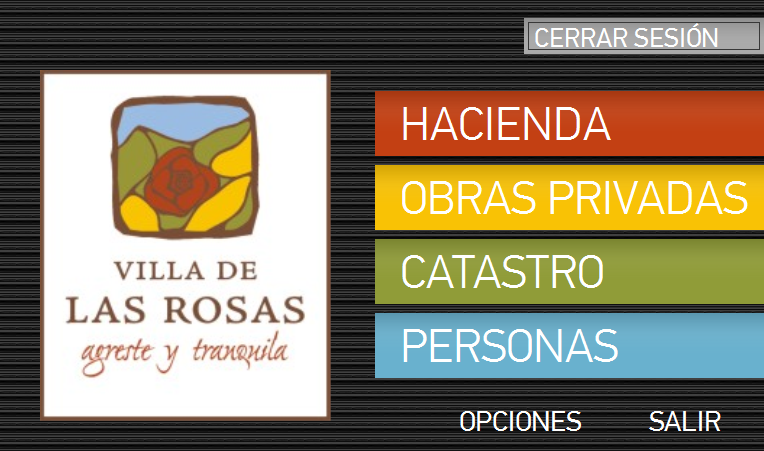 CERRAR SESIÓN
HACIENDA
OBRAS PRIVADAS
CATASTRO
PERSONAS
VILLA DE
LAS ROSAS
agreste y tranquila
OPCIONES
SALIR